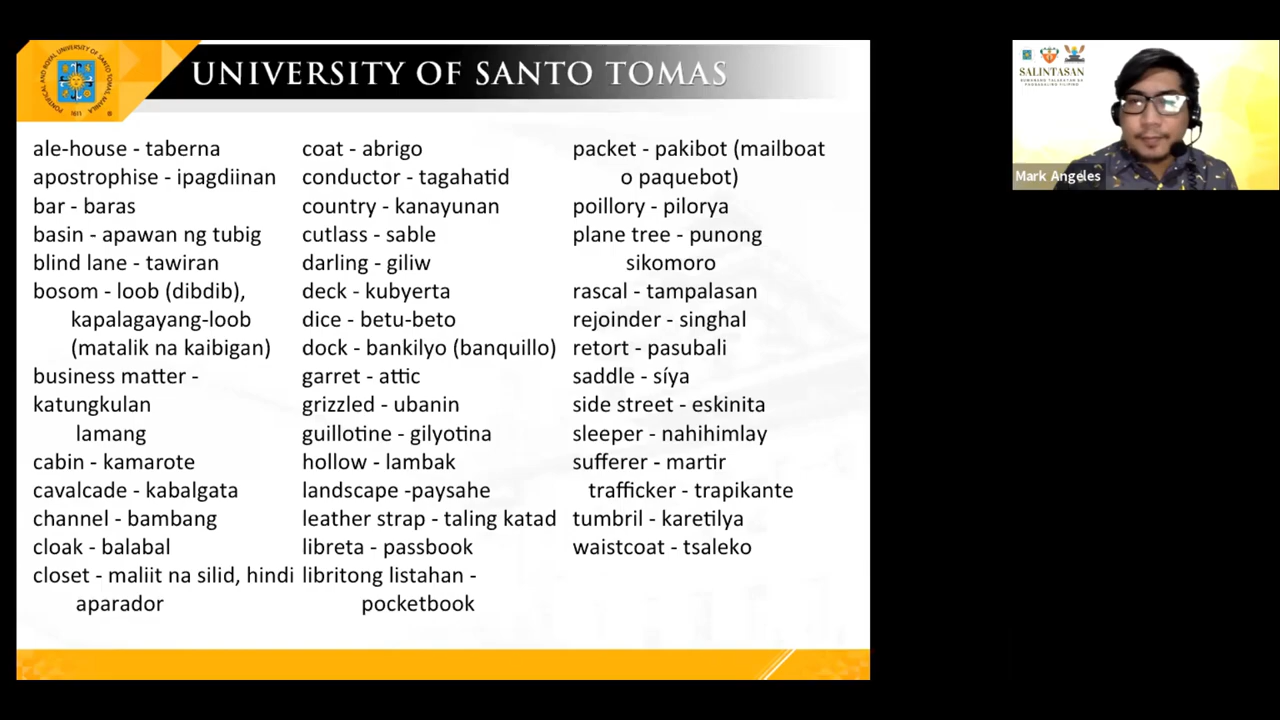 UNIVERSITY OF SANTO TOMAS
ale-house - taberna
apostrophise - ipagdiinan
bar - baras
basin - apawan ng tubig
blind lane - tawiran
bosom - loob (dibdib),
kapalagayang-loob
(matalik na kaibigan)
business matter -
katungkulan
lamang
cabin - kamarote
cavalcade - kabalgata
channel - bambang
cloak - balabal
closet - maliit na silid, hindi
aparador
coat - abrigo
conductor - tagahatid
country - kanayunan
cutlass - sable
darling - giliw
deck - kubyerta
dice - betu-beto
dock - bankilyo (banquillo)
garret - attic
grizzled - ubanin
guillotine - gilyotina
hollow - lambak
landscape -paysahe
leather strap - taling katad
libreta - passbook
libritong listahan -
pocketbook
packet - pakibot (mailboat
o paquebot)
poillory - pilorya
plane tree - punong
sikomoro
rascal - tampalasan
rejoinder - singhal
retort - pasubali
saddle - síya
side street - eskinita
sleeper - nahihimlay
sufferer - martir
trafficker - trapikante
tumbril - karetilya
waistcoat - tsaleko
SALINTASAN
Mark Angeles